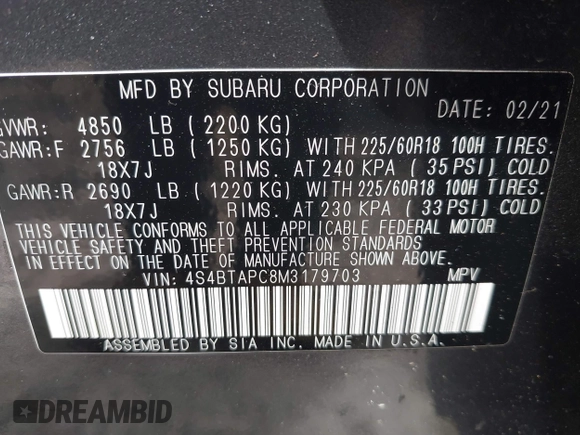 MFD BY SUBARU CORPORATION
DATE: 02/21
GVWR: 4850 LB ( 2200 KG)
GAWR:F 2756 LB ( 1250 KG) WITH 225/60R18 100H TIRES.
18X7J RIMS. AT 240 KPA ( 35 PSI) COLD
GAWR:R 2690 LB ( 1220 KG) WITH 225/60R18 100H TIRES.
18X7J RIMS. AT 230 KPA ( 33 PSI) COLD
THIS VEHICLE CONFORMS TO ALL APPLICABLE FEDERAL MOTOR
VEHICLE SAFETY AND THEFT PREVENTION STANDARDS IN
EFFECT ON THE DATE OF MANUFACTURE SHOWN ABOVE.
VIN: 4S4BTAPC8M3179703 MPV
ASSEMBLED BY SIA INC. MADE IN U.S.A.
DREAMBID